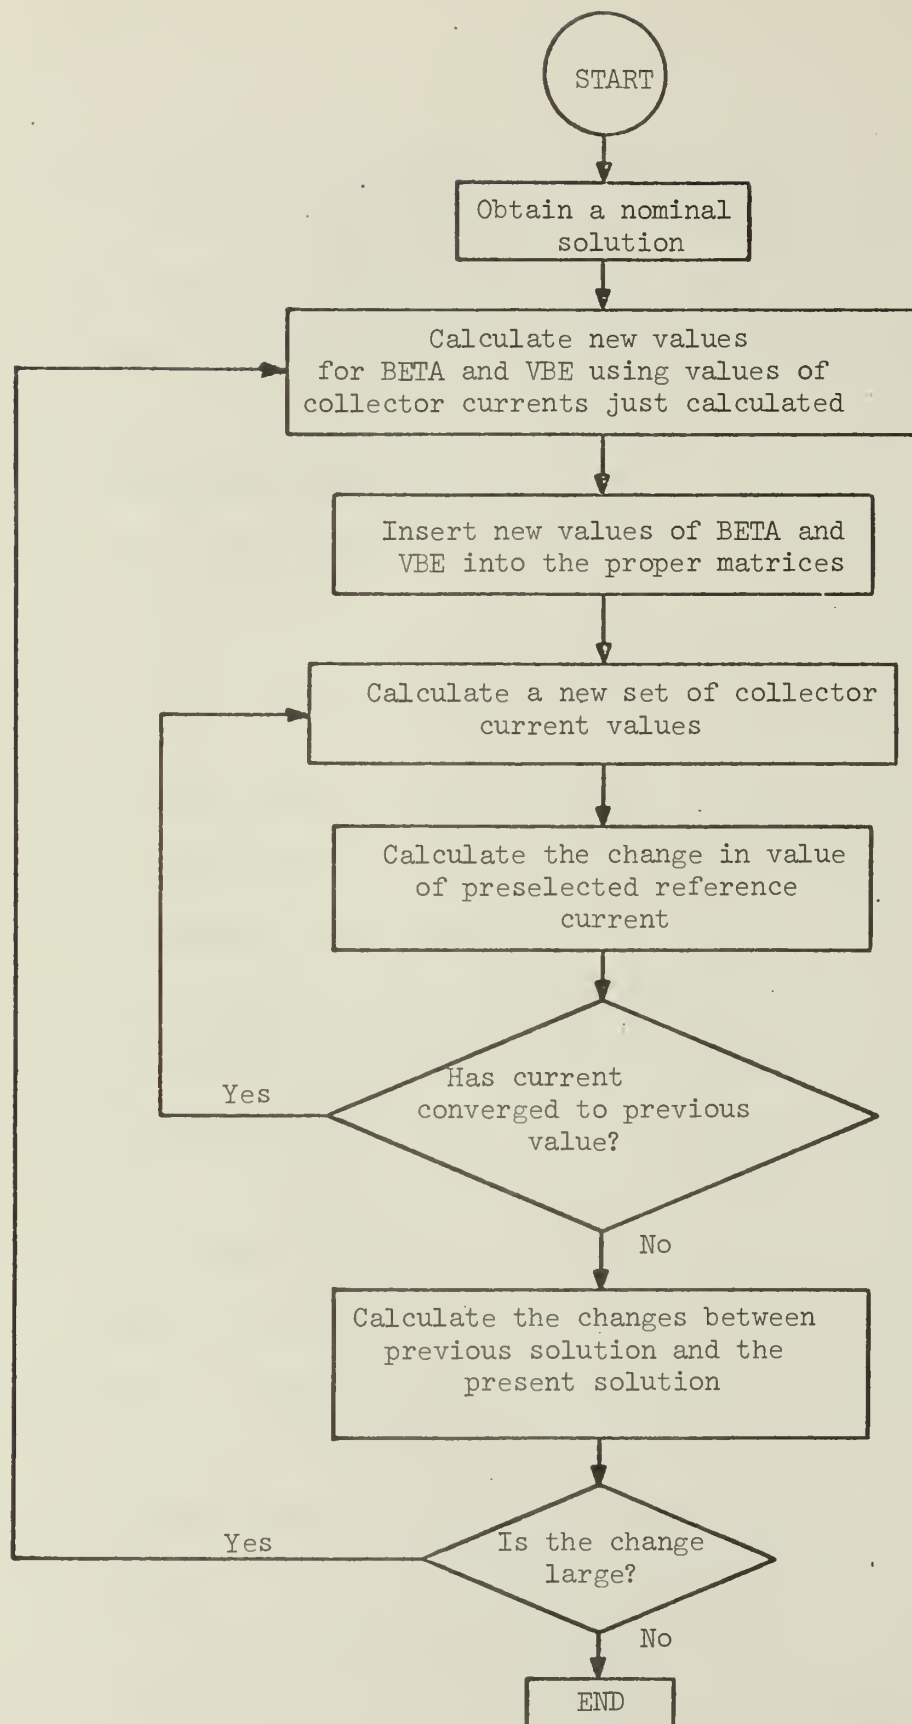 START
Obtain a nominal
solution
Calculate new values
for BETA and VBE using values of
collector currents just calculated
Insert new values of BETA and
VBE into the proper matrices
Calculate a new set of collector
current values
Calculate the change in value
of preselected reference
current
Has current
converged to previous
value?
Yes
No
Calculate the changes between
previous solution and the
present solution
Is the change
large?
Yes
No
END